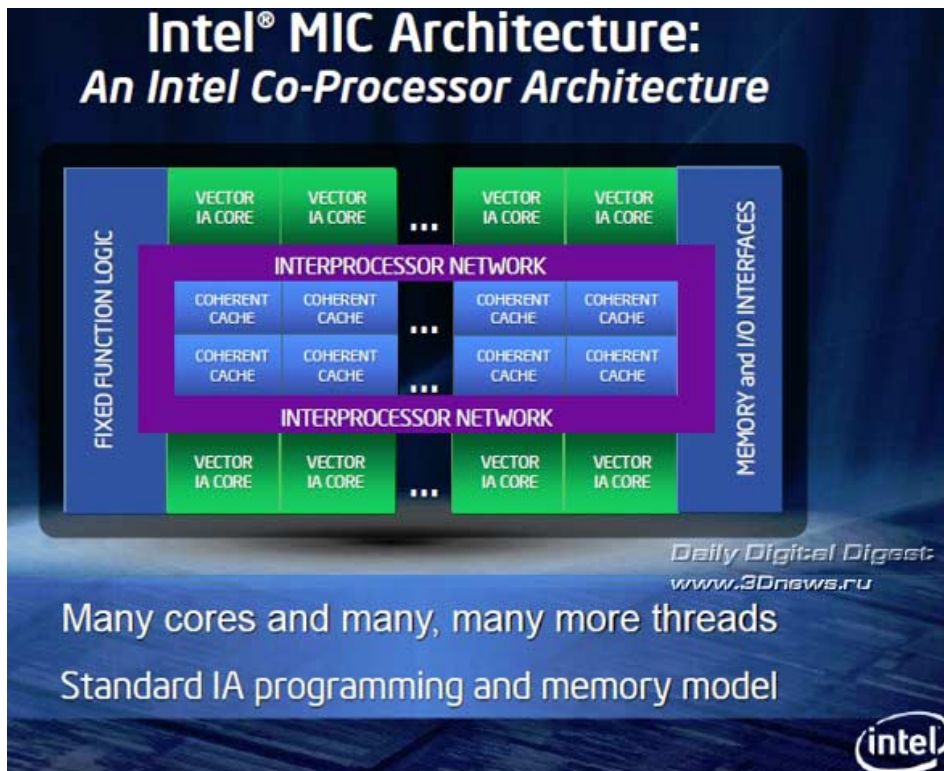 Intel® MIC Architecture:
An Intel Co-Processor Architecture
FIXED FUNCTION LOGIC
VECTOR IA CORE
VECTOR IA CORE
...
VECTOR IA CORE
VECTOR IA CORE
MEMORY and I/O INTERFACES
INTERPROCESSOR NETWORK
COHERENT CACHE
COHERENT CACHE
...
COHERENT CACHE
COHERENT CACHE
COHERENT CACHE
COHERENT CACHE
...
COHERENT CACHE
COHERENT CACHE
INTERPROCESSOR NETWORK
VECTOR IA CORE
VECTOR IA CORE
...
VECTOR IA CORE
VECTOR IA CORE
Daily Digital Digest
www.3Dnews.ru
Many cores and many, many more threads
Standard IA programming and memory model
intel